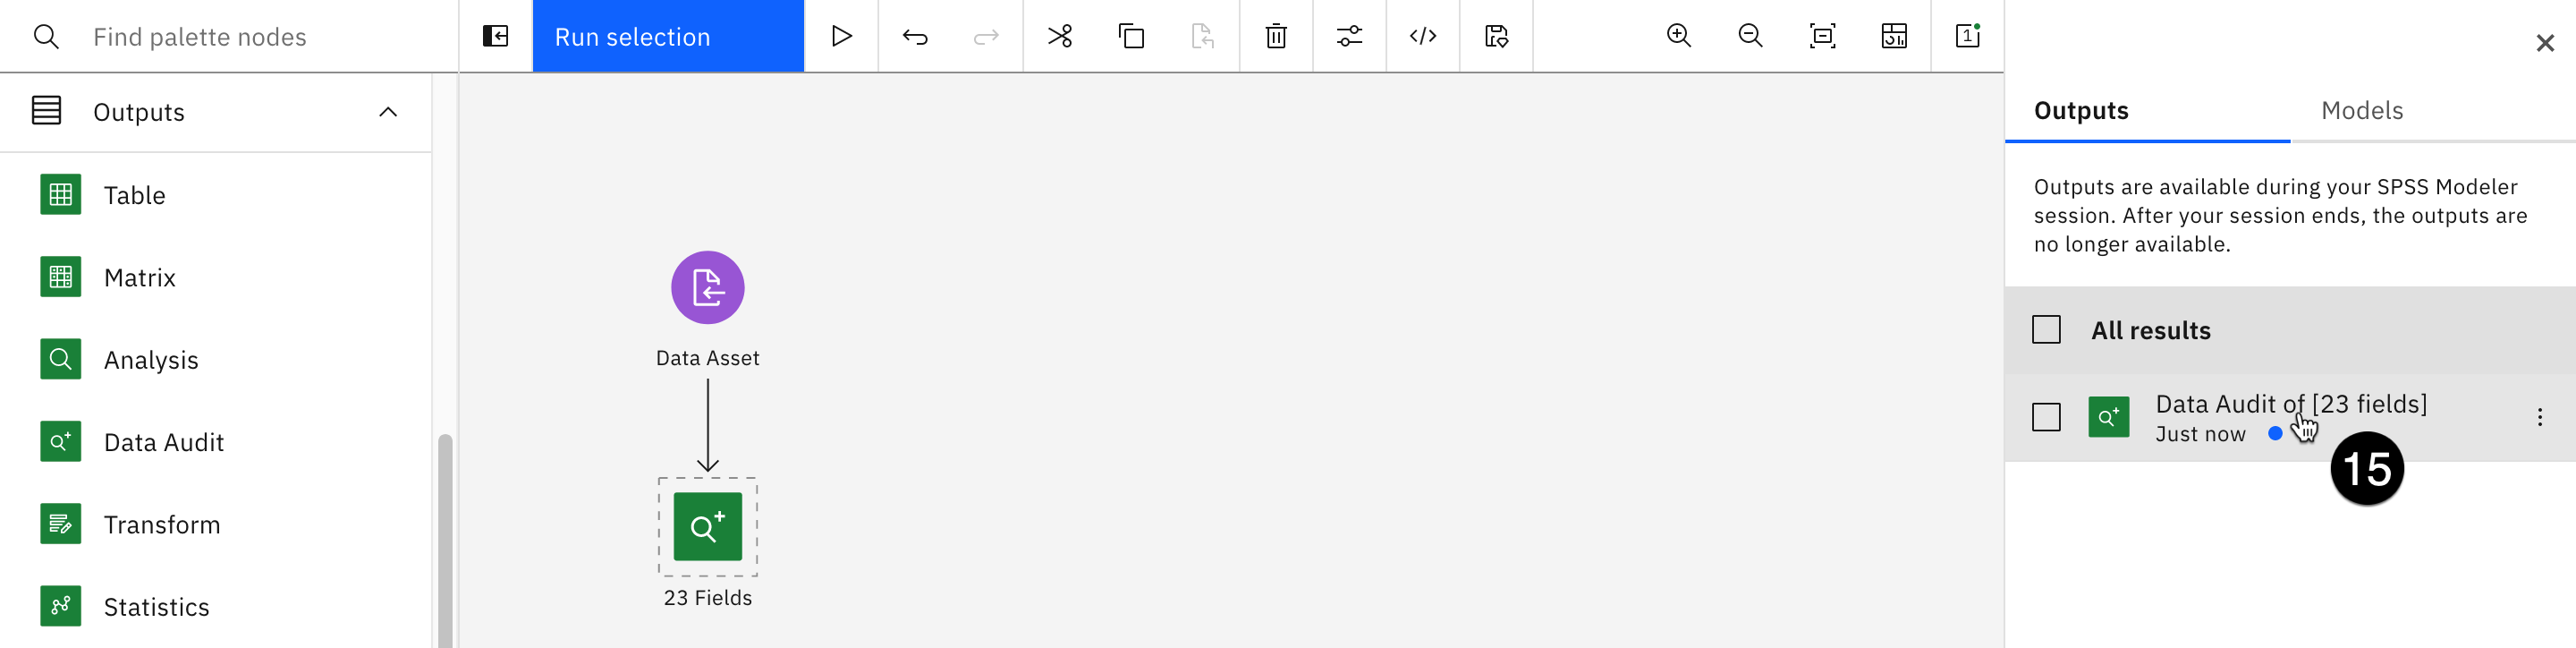 Find palette nodes
Run selection
1
Outputs
Table
Matrix
Analysis
Data Audit
Transform
Statistics
Data Asset
23 Fields
Outputs
Models
Outputs are available during your SPSS Modeler
session. After your session ends, the outputs are
no longer available.
All results
Data Audit of [23 fields]
Just now
15